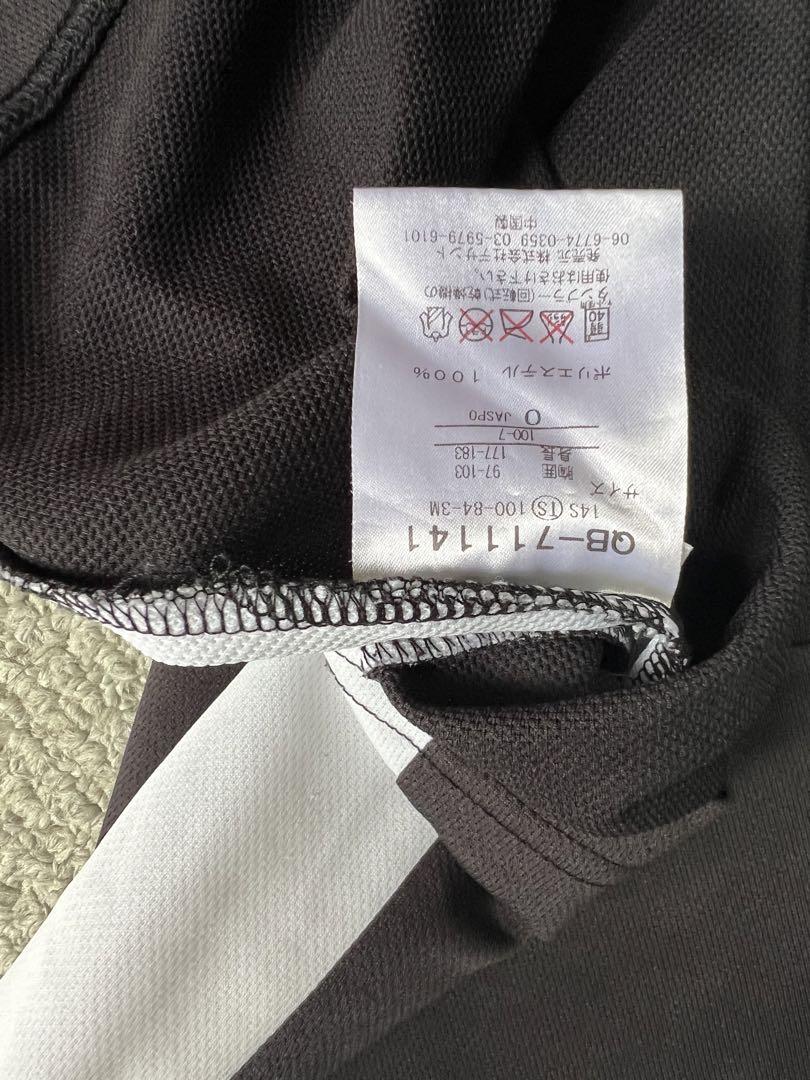 QB-711141
14S (TS) 100-84-3M
サイズ
胸囲 97-103
身長 177-183
100-7
JASPO
ポリエステル 100%
弱 40
タンブラー(回転式)乾燥機の
使用はおさけ下さい。
発売元 株式会社デサント
06-6774-0359 03-5979-6101
中国製